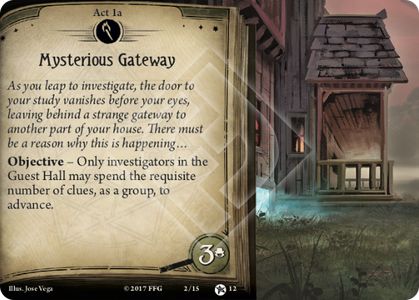 Act 1a
Mysterious Gateway
As you leap to investigate, the door to
your study vanishes before your eyes,
leaving behind a strange gateway to
another part of your house. There must
be a reason why this is happening…
Objective – Only investigators in the
Guest Hall may spend the requisite
number of clues, as a group, to
advance.
3
Illus. Jose Vega
© 2017 FFG
2/15
12